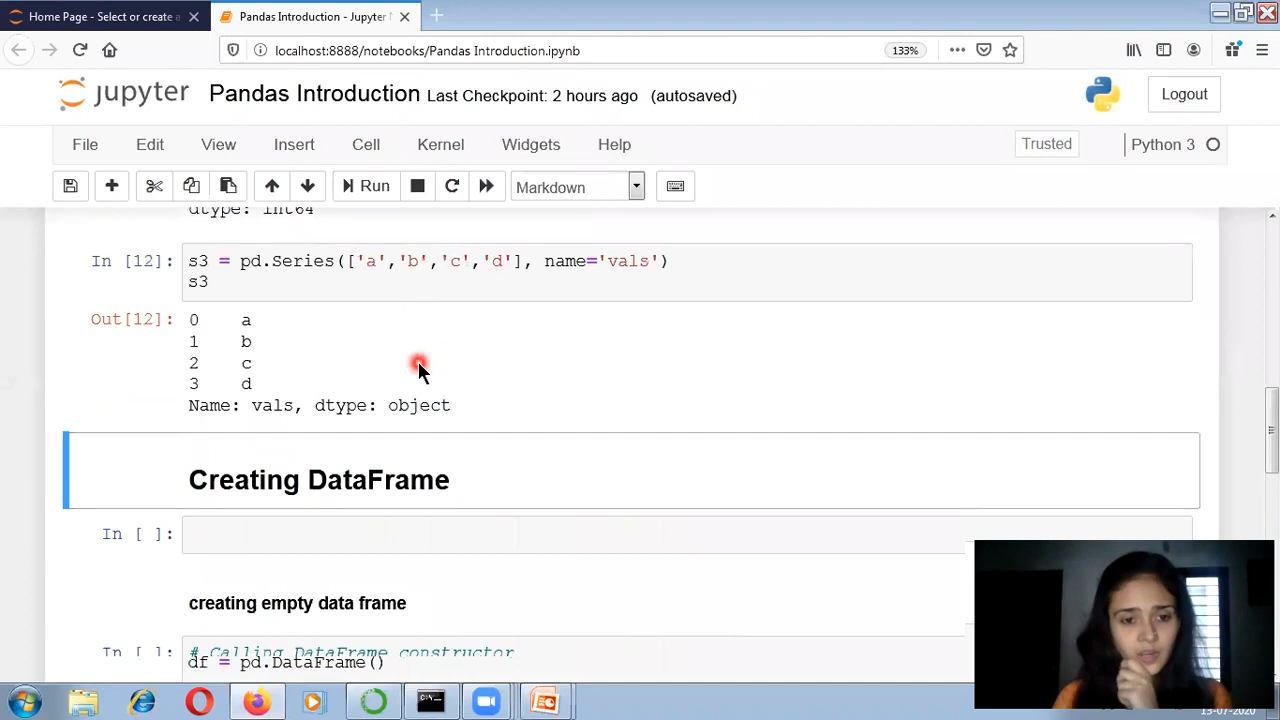 Home Page - Select or create a
Pandas Introduction - Jupyter
localhost:8888/notebooks/Pandas Introduction.ipynb
133%
jupyter
Pandas Introduction Last Checkpoint: 2 hours ago (autosaved)
Logout
File Edit View Insert Cell Kernel Widgets Help
Trusted
Python 3
Run
Markdown
dtype: int64
In [12]: s3 = pd.Series(['a','b','c','d'], name='vals')
s3
Out[12]: 0 a
1 b
2 c
3 d
Name: vals, dtype: object
Creating DataFrame
In [ ]:
creating empty data frame
In [ ]: # Calling DataFrame constructor
df = pd.DataFrame()
13-07-2020